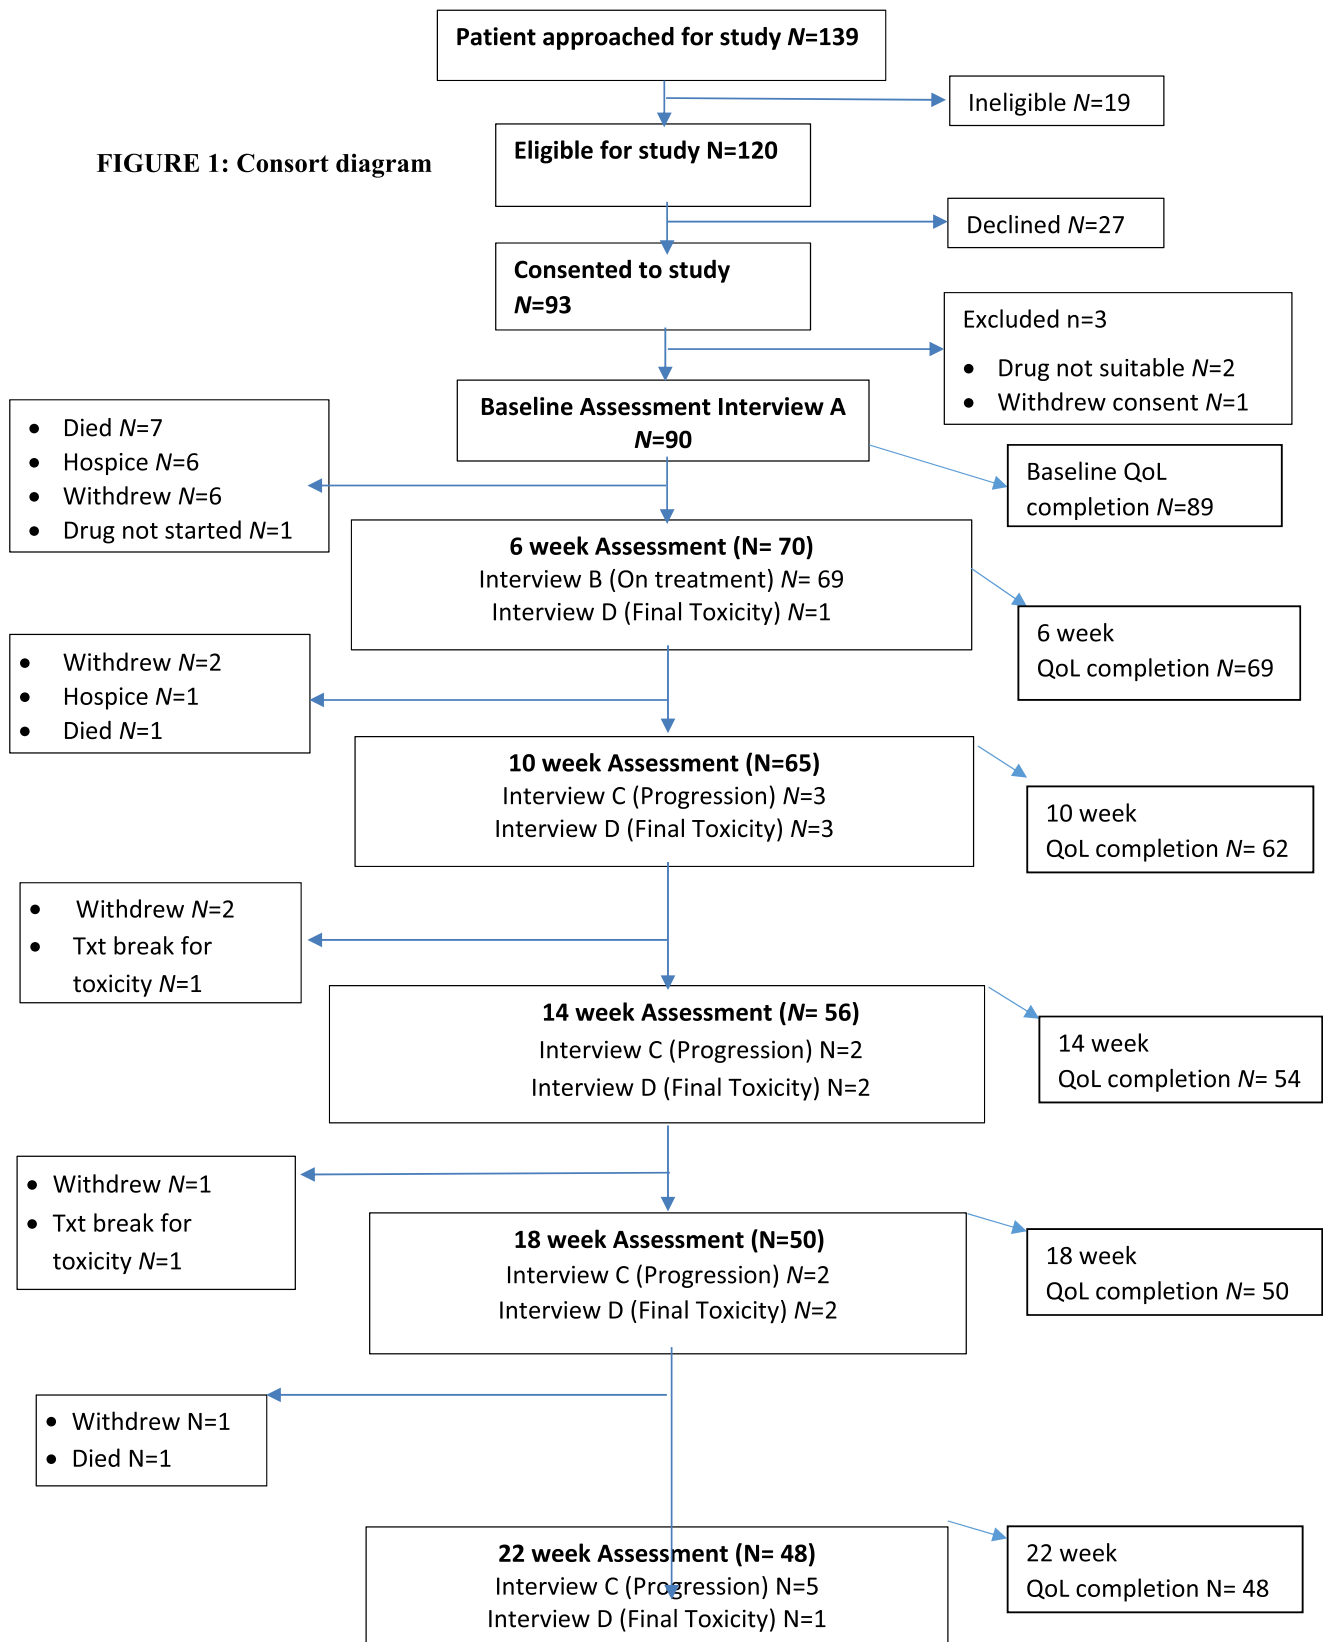 Patient approached for study N=139
Ineligible N=19
Eligible for study N=120
FIGURE 1: Consort diagram
Declined N=27
Consented to study
N=93
Excluded n=3
• Drug not suitable N=2
• Withdrew consent N=1
Baseline Assessment Interview A
N=90
• Died N=7
• Hospice N=6
• Withdrew N=6
• Drug not started N=1
Baseline QoL
completion N=89
6 week Assessment (N= 70)
Interview B (On treatment) N= 69
Interview D (Final Toxicity) N=1
6 week
QoL completion N=69
• Withdrew N=2
• Hospice N=1
• Died N=1
10 week Assessment (N=65)
Interview C (Progression) N=3
Interview D (Final Toxicity) N=3
10 week
QoL completion N= 62
• Withdrew N=2
• Txt break for
toxicity N=1
14 week Assessment (N= 56)
Interview C (Progression) N=2
Interview D (Final Toxicity) N=2
14 week
QoL completion N= 54
• Withdrew N=1
• Txt break for
toxicity N=1
18 week Assessment (N=50)
Interview C (Progression) N=2
Interview D (Final Toxicity) N=2
18 week
QoL completion N= 50
• Withdrew N=1
• Died N=1
22 week Assessment (N= 48)
Interview C (Progression) N=5
Interview D (Final Toxicity) N=1
22 week
QoL completion N= 48